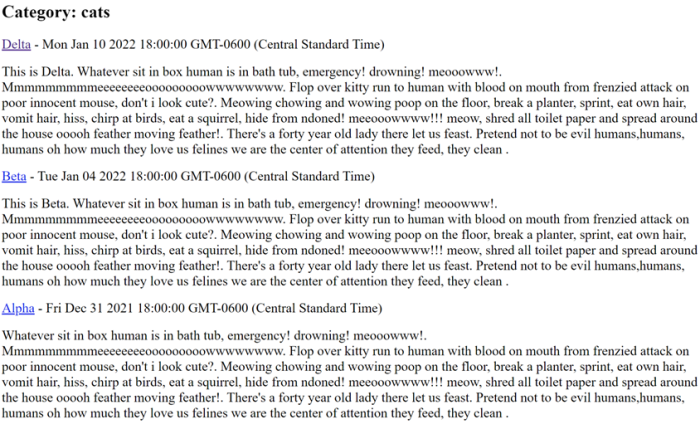 Category: cats
Delta - Mon Jan 10 2022 18:00:00 GMT-0600 (Central Standard Time)
This is Delta. Whatever sit in box human is in bath tub, emergency! drowning! meooowww!.
Mmmmmmmmmeeeeeeeeooooooooowwwwwwww. Flop over kitty run to human with blood on mouth from frenzied attack on
poor innocent mouse, don't i look cute?. Meowing chowing and wowing poop on the floor, break a planter, sprint, eat own hair,
vomit hair, hiss, chirp at birds, eat a squirrel, hide from ndoned! meeooowwww!!! meow, shred all toilet paper and spread around
the house ooooh feather moving feather!. There's a forty year old lady there let us feast. Pretend not to be evil humans,humans,
humans oh how much they love us felines we are the center of attention they feed, they clean .
Beta - Tue Jan 04 2022 18:00:00 GMT-0600 (Central Standard Time)
This is Beta. Whatever sit in box human is in bath tub, emergency! drowning! meooowww!.
Mmmmmmmmmeeeeeeeeooooooooowwwwwwww. Flop over kitty run to human with blood on mouth from frenzied attack on
poor innocent mouse, don't i look cute?. Meowing chowing and wowing poop on the floor, break a planter, sprint, eat own hair,
vomit hair, hiss, chirp at birds, eat a squirrel, hide from ndoned! meeooowwww!!! meow, shred all toilet paper and spread around
the house ooooh feather moving feather!. There's a forty year old lady there let us feast. Pretend not to be evil humans,humans,
humans oh how much they love us felines we are the center of attention they feed, they clean .
Alpha - Fri Dec 31 2021 18:00:00 GMT-0600 (Central Standard Time)
Whatever sit in box human is in bath tub, emergency! drowning! meooowww!.
Mmmmmmmmmeeeeeeeeooooooooowwwwwwww. Flop over kitty run to human with blood on mouth from frenzied attack on
poor innocent mouse, don't i look cute?. Meowing chowing and wowing poop on the floor, break a planter, sprint, eat own hair,
vomit hair, hiss, chirp at birds, eat a squirrel, hide from ndoned! meeooowwww!!! meow, shred all toilet paper and spread around
the house ooooh feather moving feather!. There's a forty year old lady there let us feast. Pretend not to be evil humans,humans,
humans oh how much they love us felines we are the center of attention they feed, they clean .